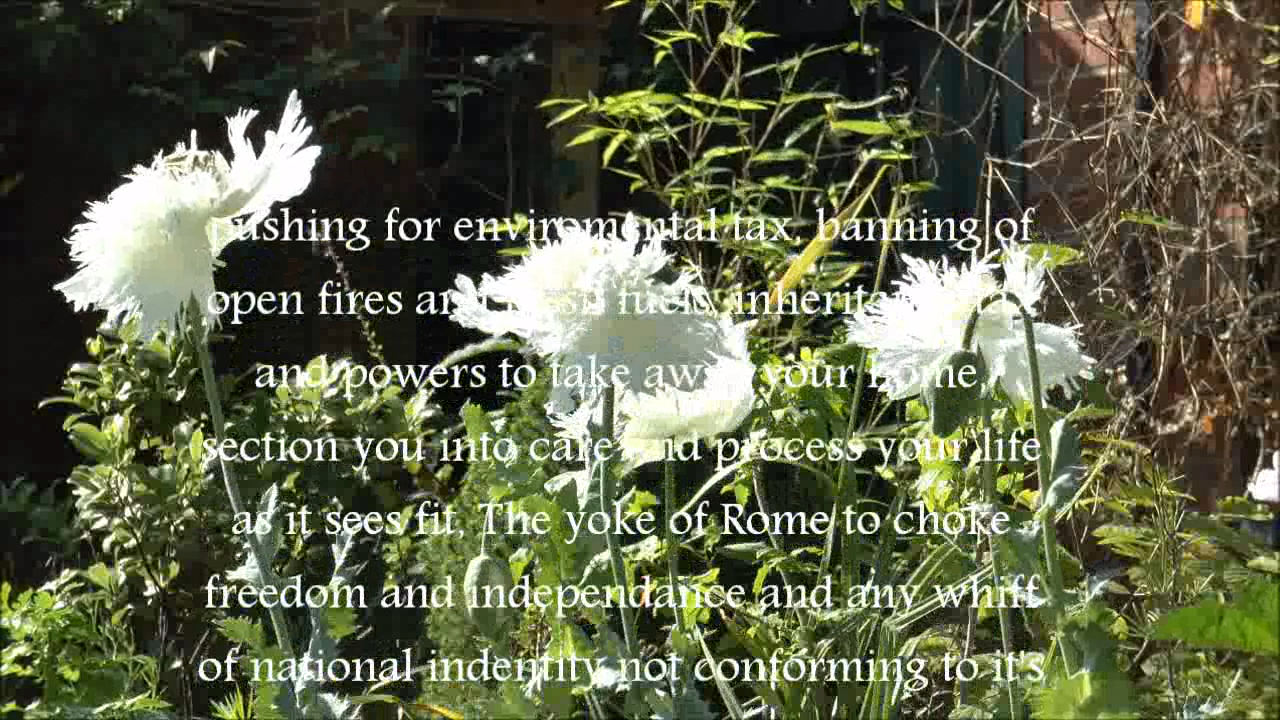 pushing for enviromental tax, banning of
open fires and fossil fuels, inheritance tax
and powers to take away your home,
section you into care and process your life
as it sees fit, The yoke of Rome to choke
freedom and independance and any whiff
of national indentity not conforming to it's